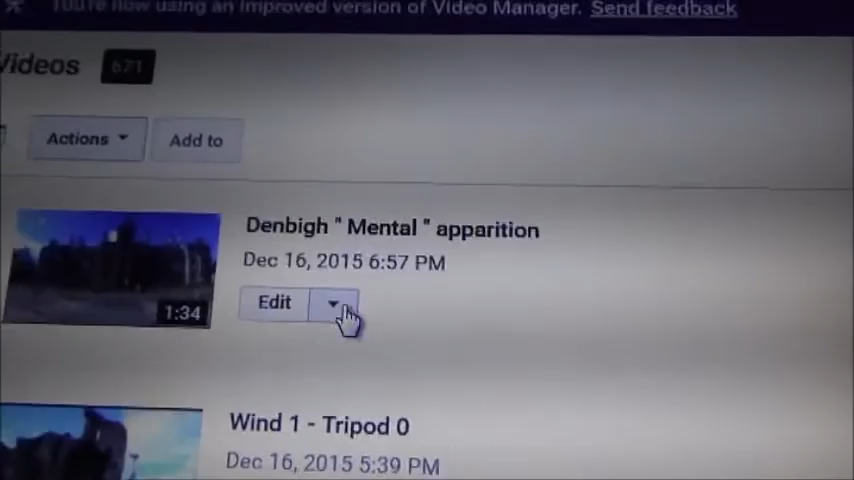 You're now using an improved version of Video Manager. Send feedback
Videos 671
Actions Add to
Denbigh " Mental " apparition
Dec 16, 2015 6:57 PM
1:34
Edit
Wind 1 - Tripod 0
Dec 16, 2015 5:39 PM